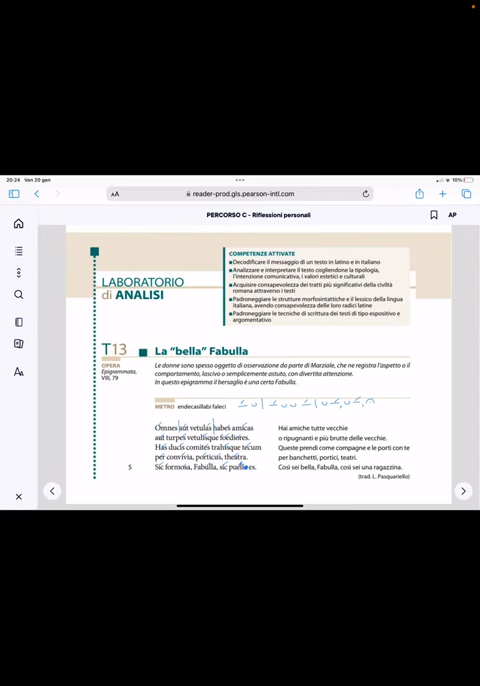 20:24 Ven 20 gen
10%
AA
reader-prod.gls.pearson-intl.com
PERCORSO C - Riflessioni personali
AP
LABORATORIO
di ANALISI
COMPETENZE ATTIVATE
■ Decodificare il messaggio di un testo in latino e in italiano
■ Analizzare e interpretare il testo cogliendone la tipologia,
l'intenzione comunicativa, i valori estetici e culturali
■ Acquisire consapevolezza dei tratti più significativi della civiltà
romana attraverso i testi
■ Padroneggiare le strutture morfosintattiche e il lessico della lingua
italiana, avendo consapevolezza delle loro radici latine
■ Padroneggiare le tecniche di scrittura dei testi di tipo espositivo e
argomentativo
T13
La "bella" Fabulla
OPERA
Epigrammata,
VIII, 79
Le donne sono spesso oggetto di osservazione da parte di Marziale, che ne registra l'aspetto o il
comportamento, lascivo o semplicemente astuto, con divertita attenzione.
In questo epigramma il bersaglio è una certa Fabulla.
METRO endecasillabi faleci
Omnes aut vetulas habes amicas
aut turpes vetulisque foediores.
Has ducis comites trahisque tecum
per convivia, porticus, theatra.
5 Sic formosa, Fabulla, sic puella es.
Hai amiche tutte vecchie
o ripugnanti e più brutte delle vecchie.
Queste prendi come compagne e le porti con te
per banchetti, portici, teatri.
Così sei bella, Fabulla, così sei una ragazzina.
(trad. L. Pasquariello)